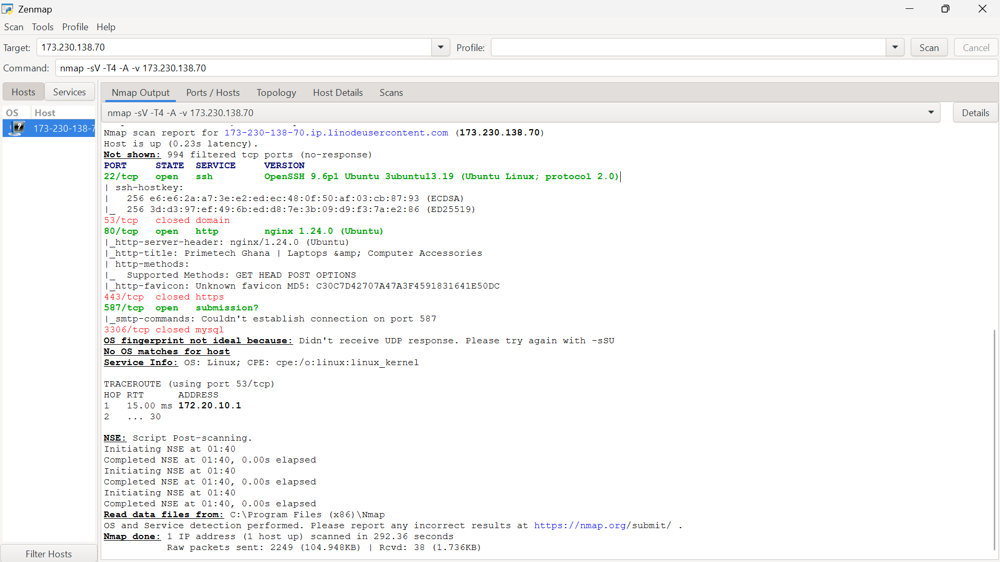 Zenmap
Scan Tools Profile Help
Target: 173.230.138.70 Profile: Scan Cancel
Command: nmap -sV -T4 -A -v 173.230.138.70
Hosts Services Nmap Output Ports / Hosts Topology Host Details Scans
OS Host nmap -sV -T4 -A -v 173.230.138.70 Details
173-230-138-7
Nmap scan report for 173-230-138-70.ip.linodeusercontent.com (173.230.138.70)
Host is up (0.23s latency).
Not shown: 994 filtered tcp ports (no-response)
PORT STATE SERVICE VERSION
22/tcp open ssh OpenSSH 9.6p1 Ubuntu 3ubuntu13.19 (Ubuntu Linux; protocol 2.0)
| ssh-hostkey:
| 256 e6:e6:2a:a7:3e:e2:ed:ec:48:0f:50:af:03:cb:87:93 (ECDSA)
|_ 256 3d:d3:97:ef:49:6b:ed:d8:7e:3b:09:d9:f3:7a:e2:86 (ED25519)
53/tcp closed domain
80/tcp open http nginx 1.24.0 (Ubuntu)
|_http-server-header: nginx/1.24.0 (Ubuntu)
|_http-title: Primetech Ghana | Laptops &amp; Computer Accessories
| http-methods:
|_ Supported Methods: GET HEAD POST OPTIONS
|_http-favicon: Unknown favicon MD5: C30C7D42707A47A3F4591831641E50DC
443/tcp closed https
587/tcp open submission?
|_smtp-commands: Couldn't establish connection on port 587
3306/tcp closed mysql
OS fingerprint not ideal because: Didn't receive UDP response. Please try again with -sSU
No OS matches for host
Service Info: OS: Linux; CPE: cpe:/o:linux:linux_kernel
TRACEROUTE (using port 53/tcp)
HOP RTT ADDRESS
1 15.00 ms 172.20.10.1
2 ... 30
NSE: Script Post-scanning.
Initiating NSE at 01:40
Completed NSE at 01:40, 0.00s elapsed
Initiating NSE at 01:40
Completed NSE at 01:40, 0.00s elapsed
Initiating NSE at 01:40
Completed NSE at 01:40, 0.00s elapsed
Read data files from: C:\Program Files (x86)\Nmap
OS and Service detection performed. Please report any incorrect results at https://nmap.org/submit/ .
Nmap done: 1 IP address (1 host up) scanned in 292.36 seconds
Raw packets sent: 2249 (104.948KB) | Rcvd: 38 (1.736KB)
Filter Hosts